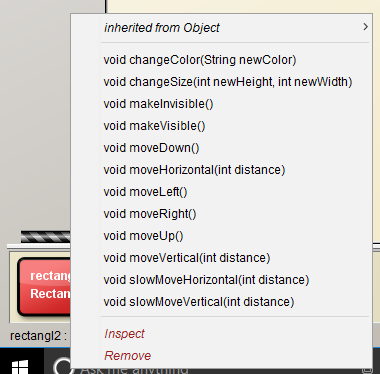 inherited from Object
void changeColor(String newColor)
void changeSize(int newHeight, int newWidth)
void makeInvisible()
void makeVisible()
void moveDown()
void moveHorizontal(int distance)
void moveLeft()
void moveRight()
void moveUp()
void moveVertical(int distance)
void slowMoveHorizontal(int distance)
void slowMoveVertical(int distance)
rectang
Rectan
rectangl2 :
Inspect
Remove
Ask me anything